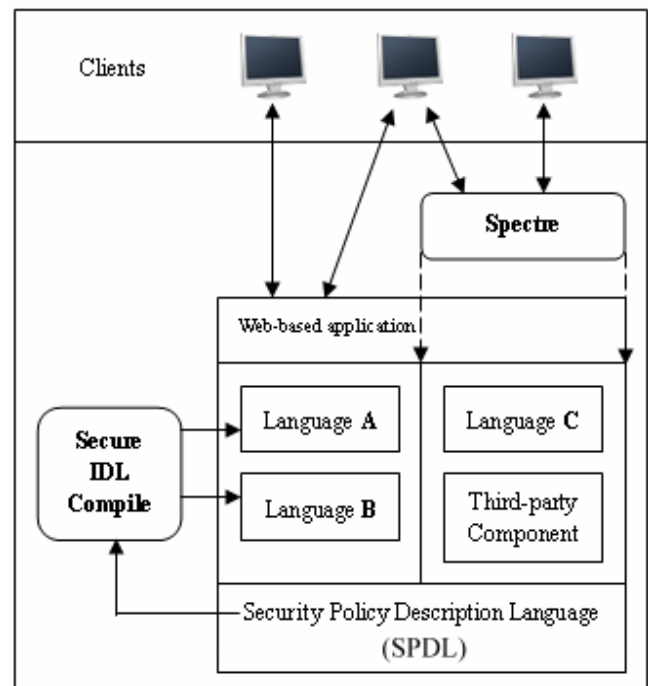 Clients
Spectre
Web-based application
Language A
Language C
Secure
IDL
Compile
Language B
Third-party
Component
Security Policy Description Language
(SPDL)